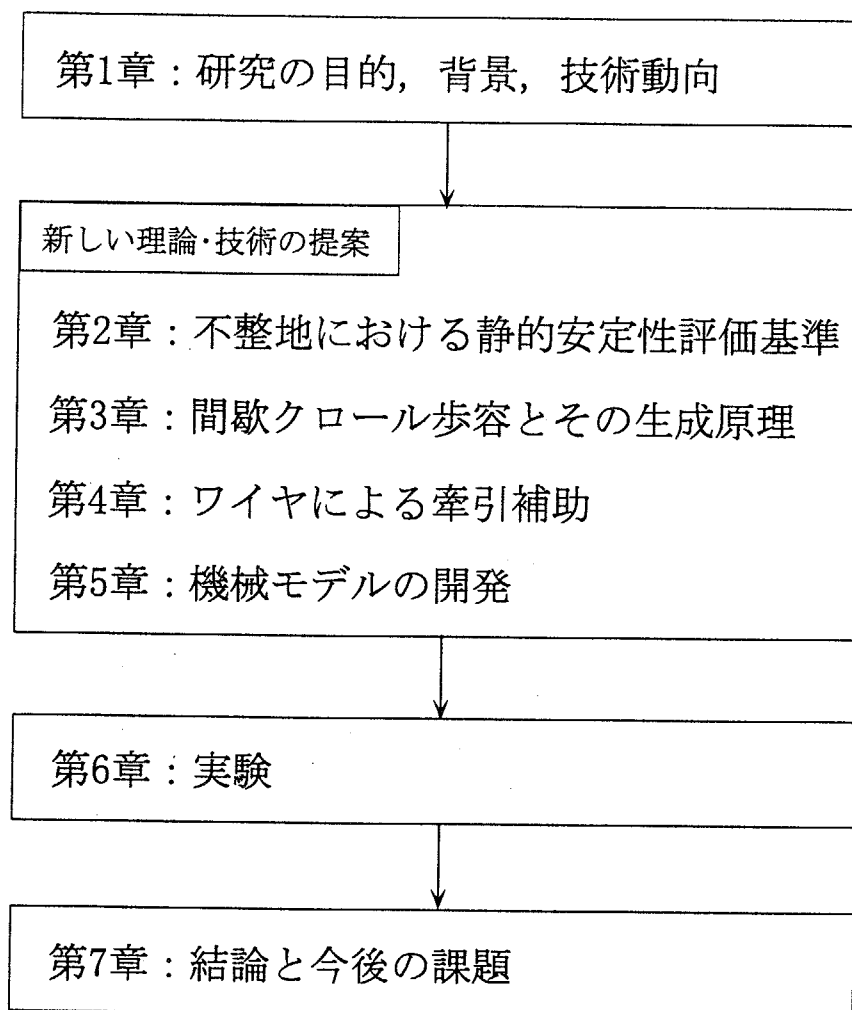 第1章：研究の目的，背景，技術動向
新しい理論·技術の提案
第2章：不整地における静的安定性評価基準
第3章：間歇クロール歩容とその生成原理
第4章：ワイヤによる牽引補助
第5章：機械モデルの開発
第6章：実験
第7章：結論と今後の課題